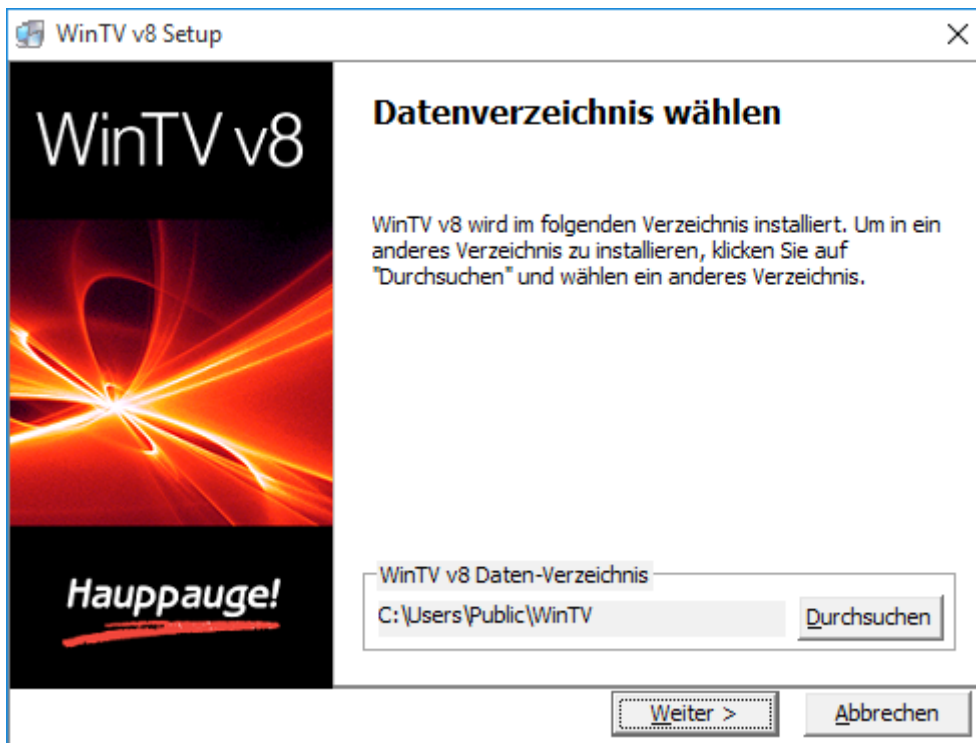 WinTV v8 Setup
WinTV v8
Datenverzeichnis wählen
WinTV v8 wird im folgenden Verzeichnis installiert. Um in ein
anderes Verzeichnis zu installieren, klicken Sie auf
"Durchsuchen" und wählen ein anderes Verzeichnis.
Hauppauge!
WinTV v8 Daten-Verzeichnis
C:\Users\Public\WinTV
Durchsuchen
Weiter >
Abbrechen